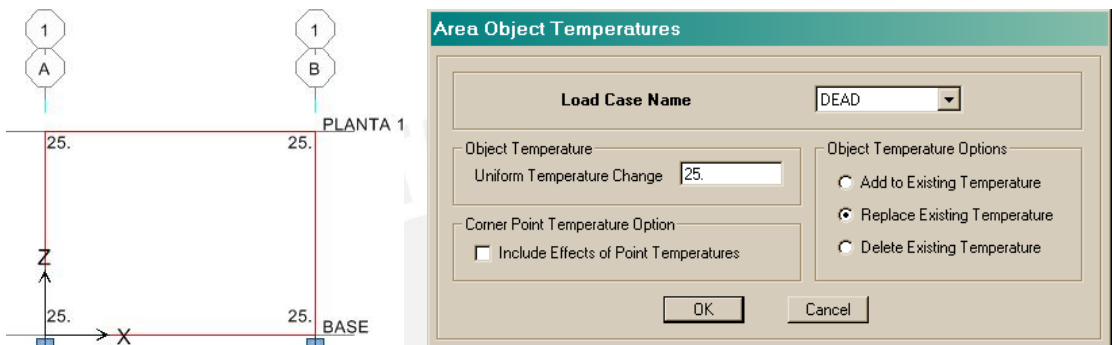 1
1
A
B
PLANTA 1
25.
25.
Z
25.
25.
X
BASE
Area Object Temperatures
Load Case Name
DEAD
Object Temperature
Uniform Temperature Change
25.
Corner Point Temperature Option
Include Effects of Point Temperatures
Object Temperature Options
Add to Existing Temperature
Replace Existing Temperature
Delete Existing Temperature
OK
Cancel